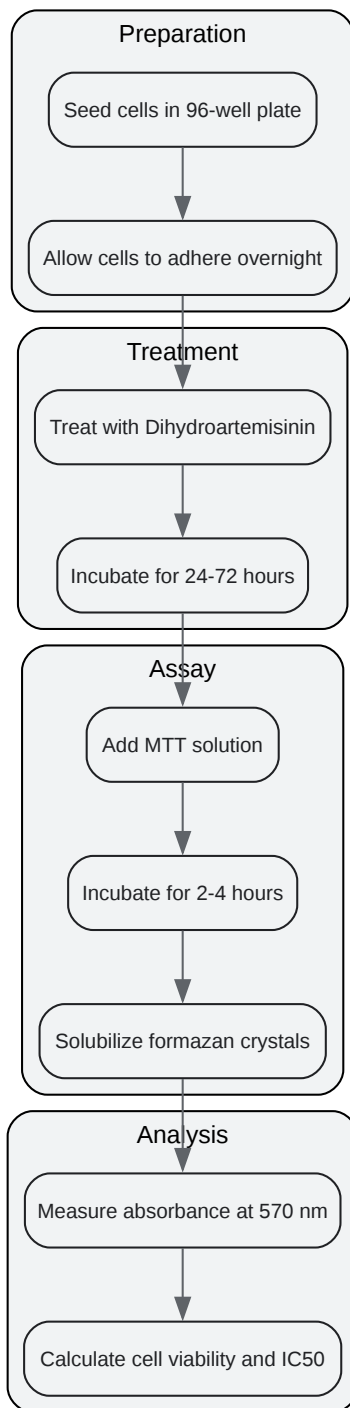 Preparation
Seed cells in 96-well plate
Allow cells to adhere overnight
Treatment
Treat with Dihydroartemisinin
Incubate for 24-72 hours
Assay
Add MTT solution
Incubate for 2-4 hours
Solubilize formazan crystals
Analysis
Measure absorbance at 570 nm
Calculate cell viability and IC50